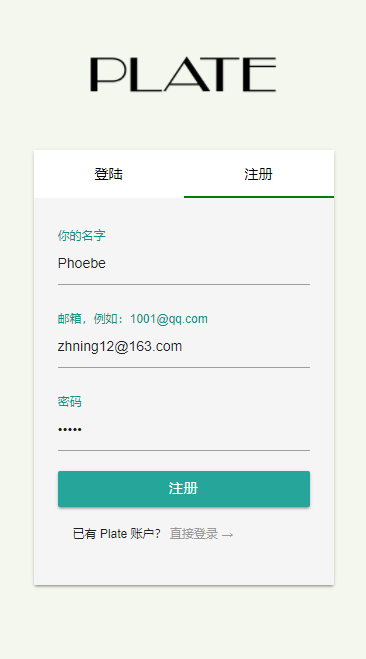 PLATE
登陆
注册
你的名字
Phoebe
邮箱，例如：1001@qq.com
zhning12@163.com
密码
•••••
注册
已有 Plate 账户？ 直接登录 →